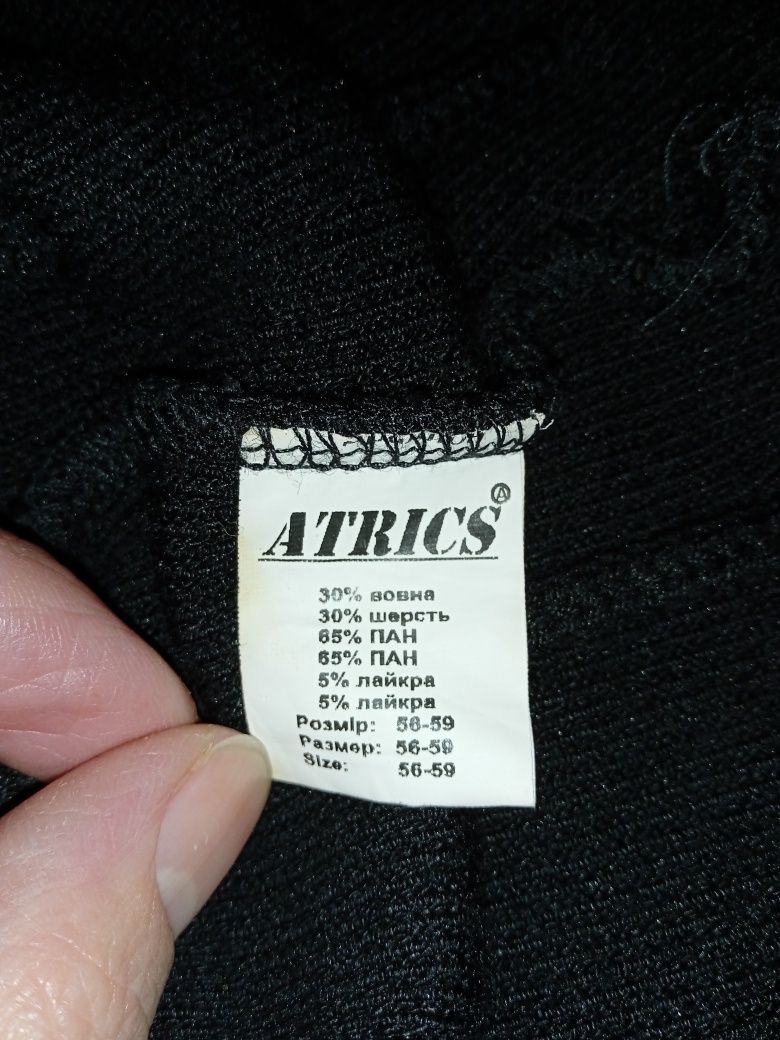 ATRICS
30% вовна
30% шерсть
65% ПАН
65% ПАН
5% лайкра
5% лайкра
Розмір: 56-59
Размер: 56-59
Size: 56-59